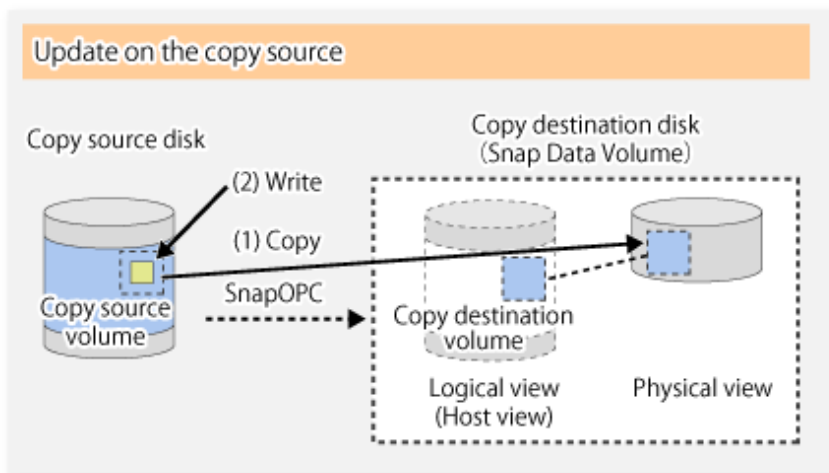 Update on the copy source
Copy source disk
Copy destination disk
(Snap Data Volume)
(2) Write
(1) Copy
SnapOPC
Copy source
volume
Copy destination
volume
Logical view
(Host view)
Physical view